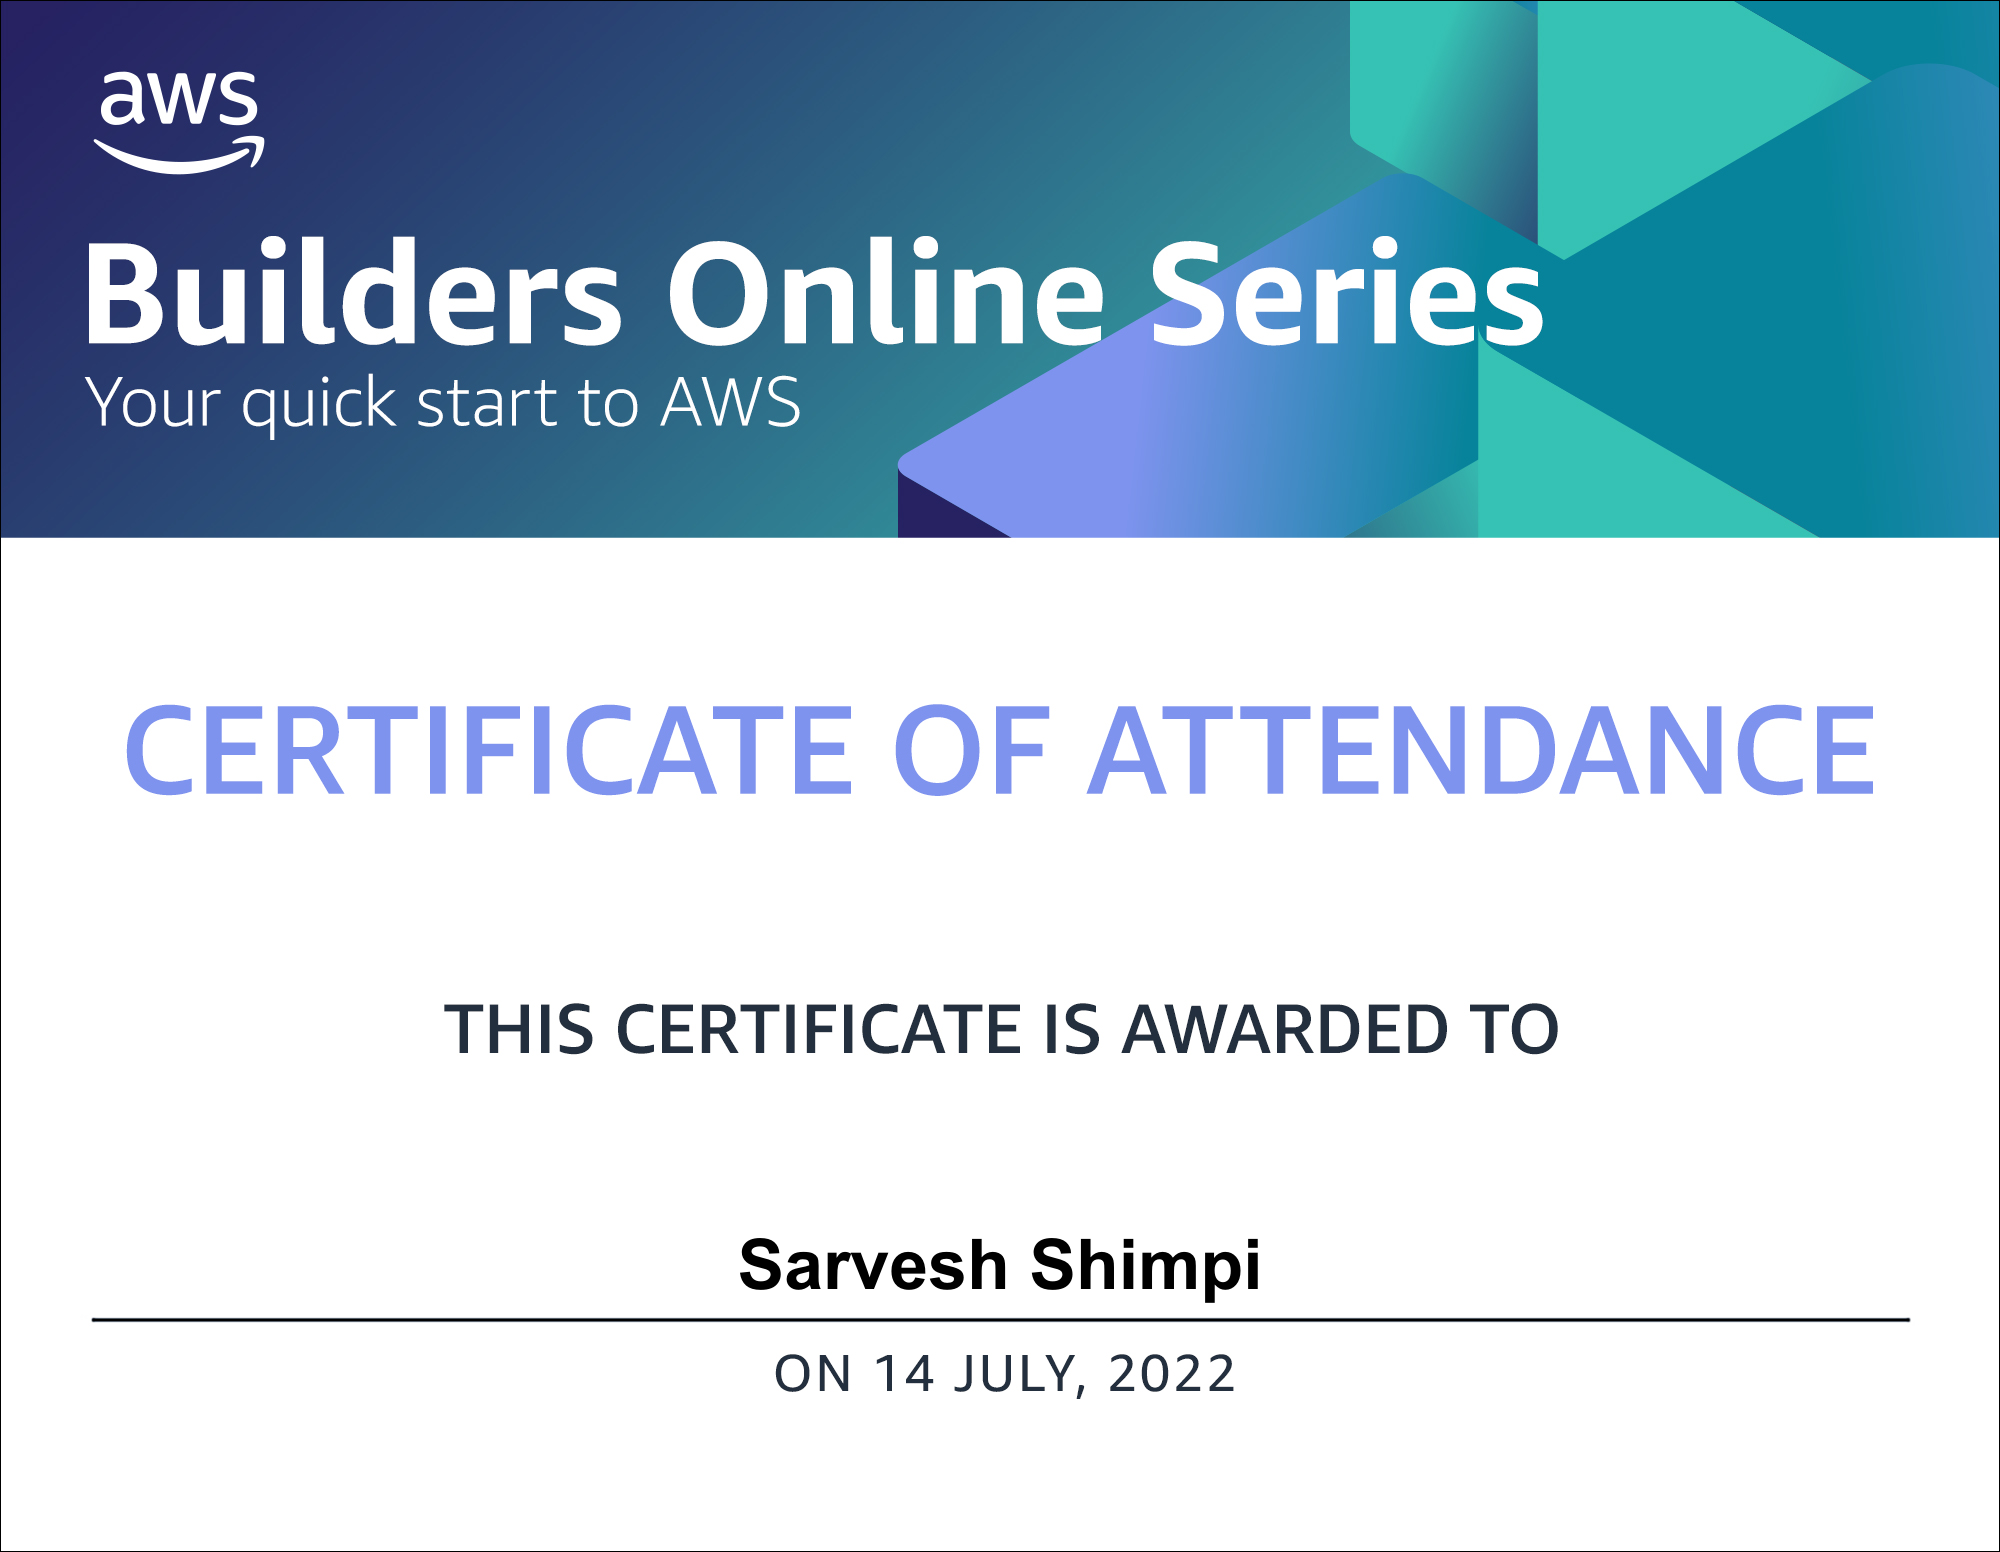 aws
Builders Online Series
Your quick start to AWS
CERTIFICATE OF ATTENDANCE
THIS CERTIFICATE IS AWARDED TO
Sarvesh Shimpi
ON 14 JULY, 2022